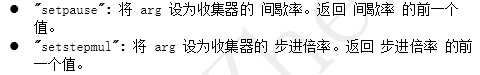 ● "setpause": 将 arg 设为收集器的 间歇率。返回 间歇率 的前一个
值。
● "setstepmul": 将 arg 设为收集器的 步进倍率。返回 步进倍率 的前
一个值。